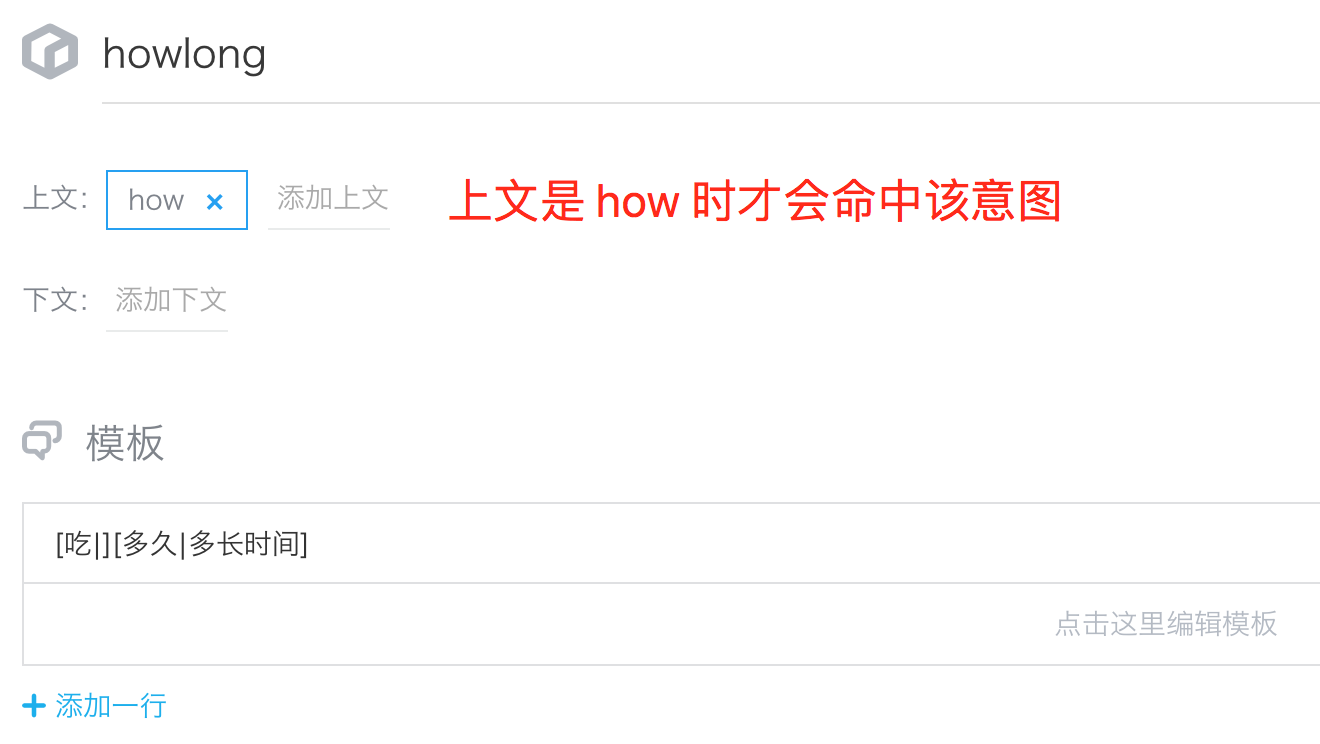 howlong
上文： how × 添加上文 上文是 how 时才会命中该意图
下文： 添加下文
模板
[吃|][多久|多长时间]
点击这里编辑模板
+ 添加一行